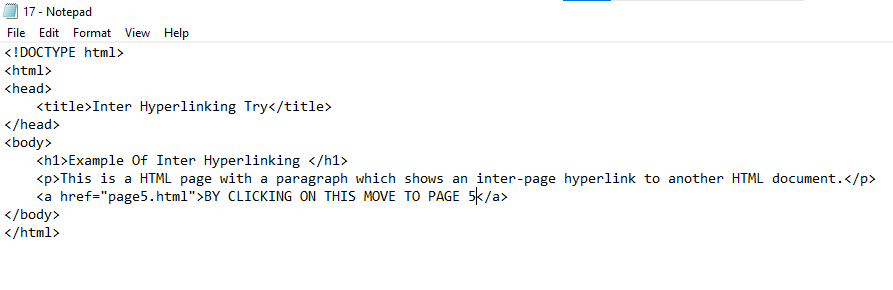 17 - Notepad
File Edit Format View Help
<!DOCTYPE html>
<html>
<head>
    <title>Inter Hyperlinking Try</title>
</head>
<body>
    <h1>Example Of Inter Hyperlinking </h1>
    <p>This is a HTML page with a paragraph which shows an inter-page hyperlink to another HTML document.</p>
    <a href="page5.html">BY CLICKING ON THIS MOVE TO PAGE 5</a>
</body>
</html>